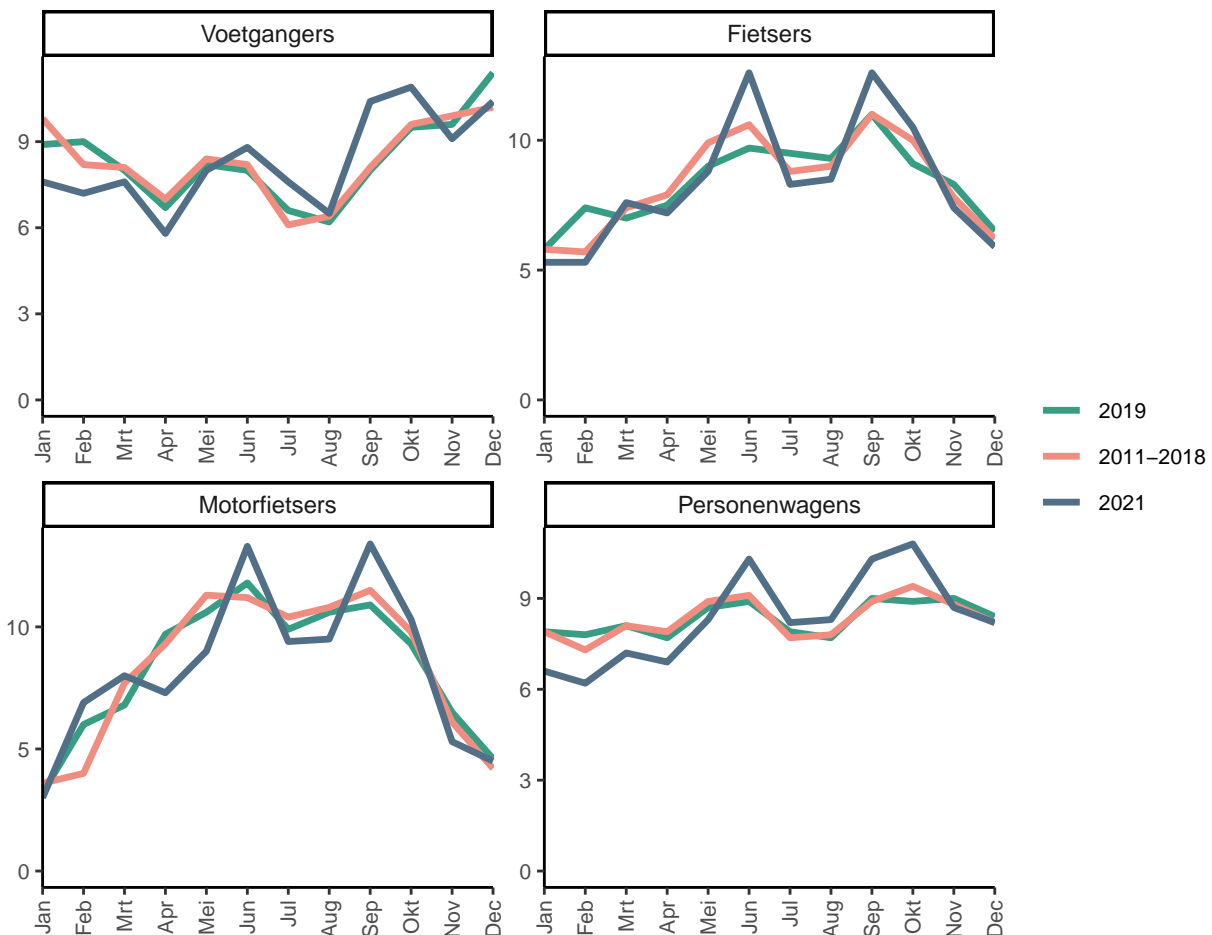 Voetgangers
9
6
3
0
Jan Feb Mrt Apr Mei Jun Jul Aug Sep Okt Nov Dec
Fietsers
10
5
0
Jan Feb Mrt Apr Mei Jun Jul Aug Sep Okt Nov Dec
Motorfietsers
10
5
0
Jan Feb Mrt Apr Mei Jun Jul Aug Sep Okt Nov Dec
Personenwagens
9
6
3
0
Jan Feb Mrt Apr Mei Jun Jul Aug Sep Okt Nov Dec
2019
2011–2018
2021